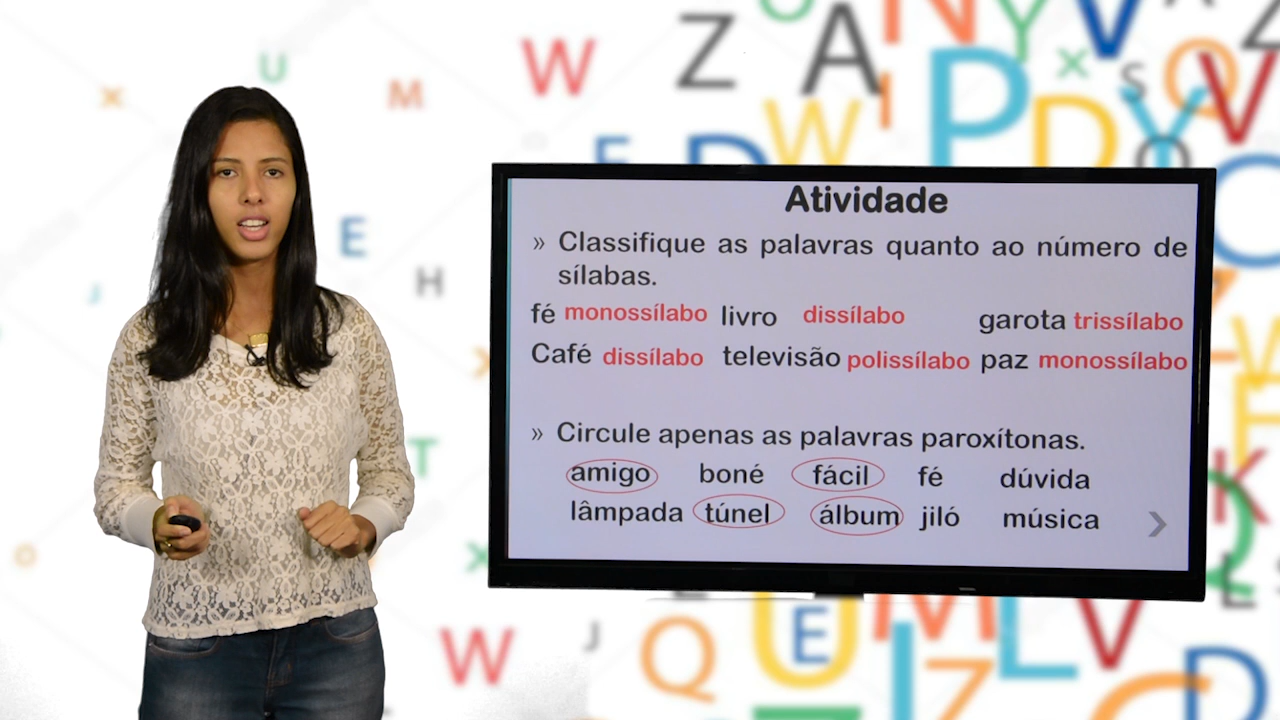 Atividade
» Classifique as palavras quanto ao número de
sílabas.
fé monossílabo livro dissílabo garota trissílabo
Café dissílabo televisão polissílabo paz monossílabo
» Circule apenas as palavras paroxítonas.
amigo boné fácil fé dúvida
lâmpada túnel álbum jiló música